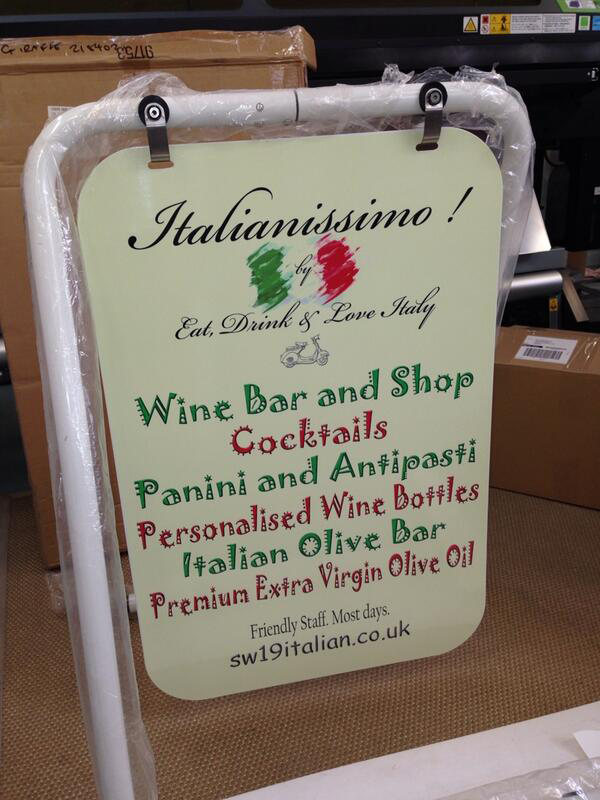 91753
Italianissimo !
by
Eat, Drink & Love Italy
Wine Bar and Shop
Cocktails
Panini and Antipasti
Personalised Wine Bottles
Italian Olive Bar
Premium Extra Virgin Olive Oil
Friendly Staff. Most days.
sw19italian.co.uk